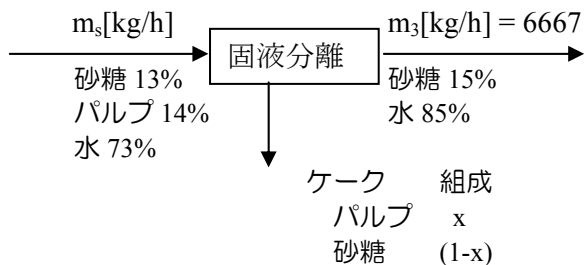 ms[kg/h]
m3[kg/h] = 6667
固液分離
砂糖 13%
パルプ 14%
水 73%
砂糖 15%
水 85%
ケーク 組成
パルプ x
砂糖 (1-x)